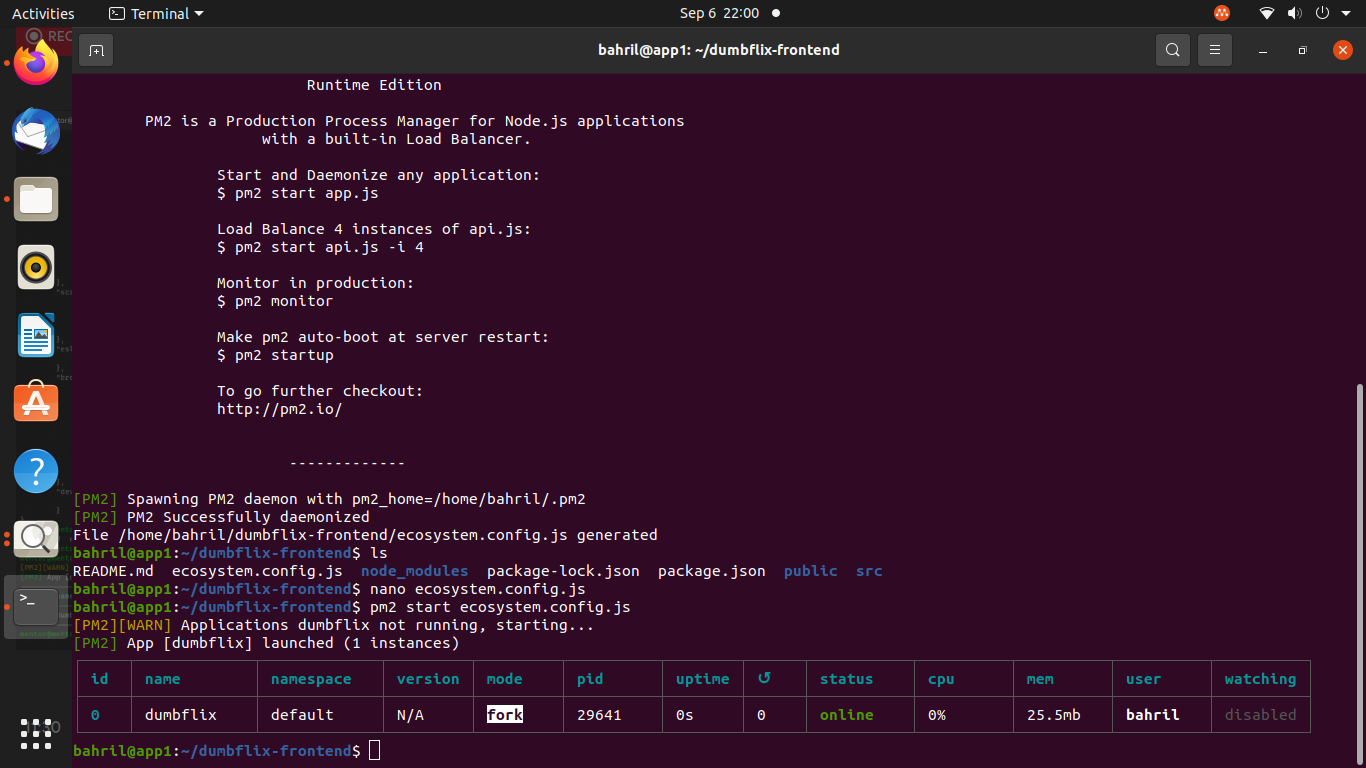 Activities Terminal Sep 6 22:00
REC
bahril@app1: ~/dumbflix-frontend
Runtime Edition
PM2 is a Production Process Manager for Node.js applications
with a built-in Load Balancer.
Start and Daemonize any application:
$ pm2 start app.js
Load Balance 4 instances of api.js:
$ pm2 start api.js -i 4
Monitor in production:
$ pm2 monitor
Make pm2 auto-boot at server restart:
$ pm2 startup
To go further checkout:
http://pm2.io/
-------------
[PM2] Spawning PM2 daemon with pm2_home=/home/bahril/.pm2
[PM2] PM2 Successfully daemonized
File /home/bahril/dumbflix-frontend/ecosystem.config.js generated
bahril@app1:~/dumbflix-frontend$ ls
README.md ecosystem.config.js node_modules package-lock.json package.json public src
bahril@app1:~/dumbflix-frontend$ nano ecosystem.config.js
bahril@app1:~/dumbflix-frontend$ pm2 start ecosystem.config.js
[PM2][WARN] Applications dumbflix not running, starting...
[PM2] App [dumbflix] launched (1 instances)
id name namespace version mode pid uptime ↺ status cpu mem user watching
0 dumbflix default N/A fork 29641 0s 0 online 0% 25.5mb bahril disabled
bahril@app1:~/dumbflix-frontend$